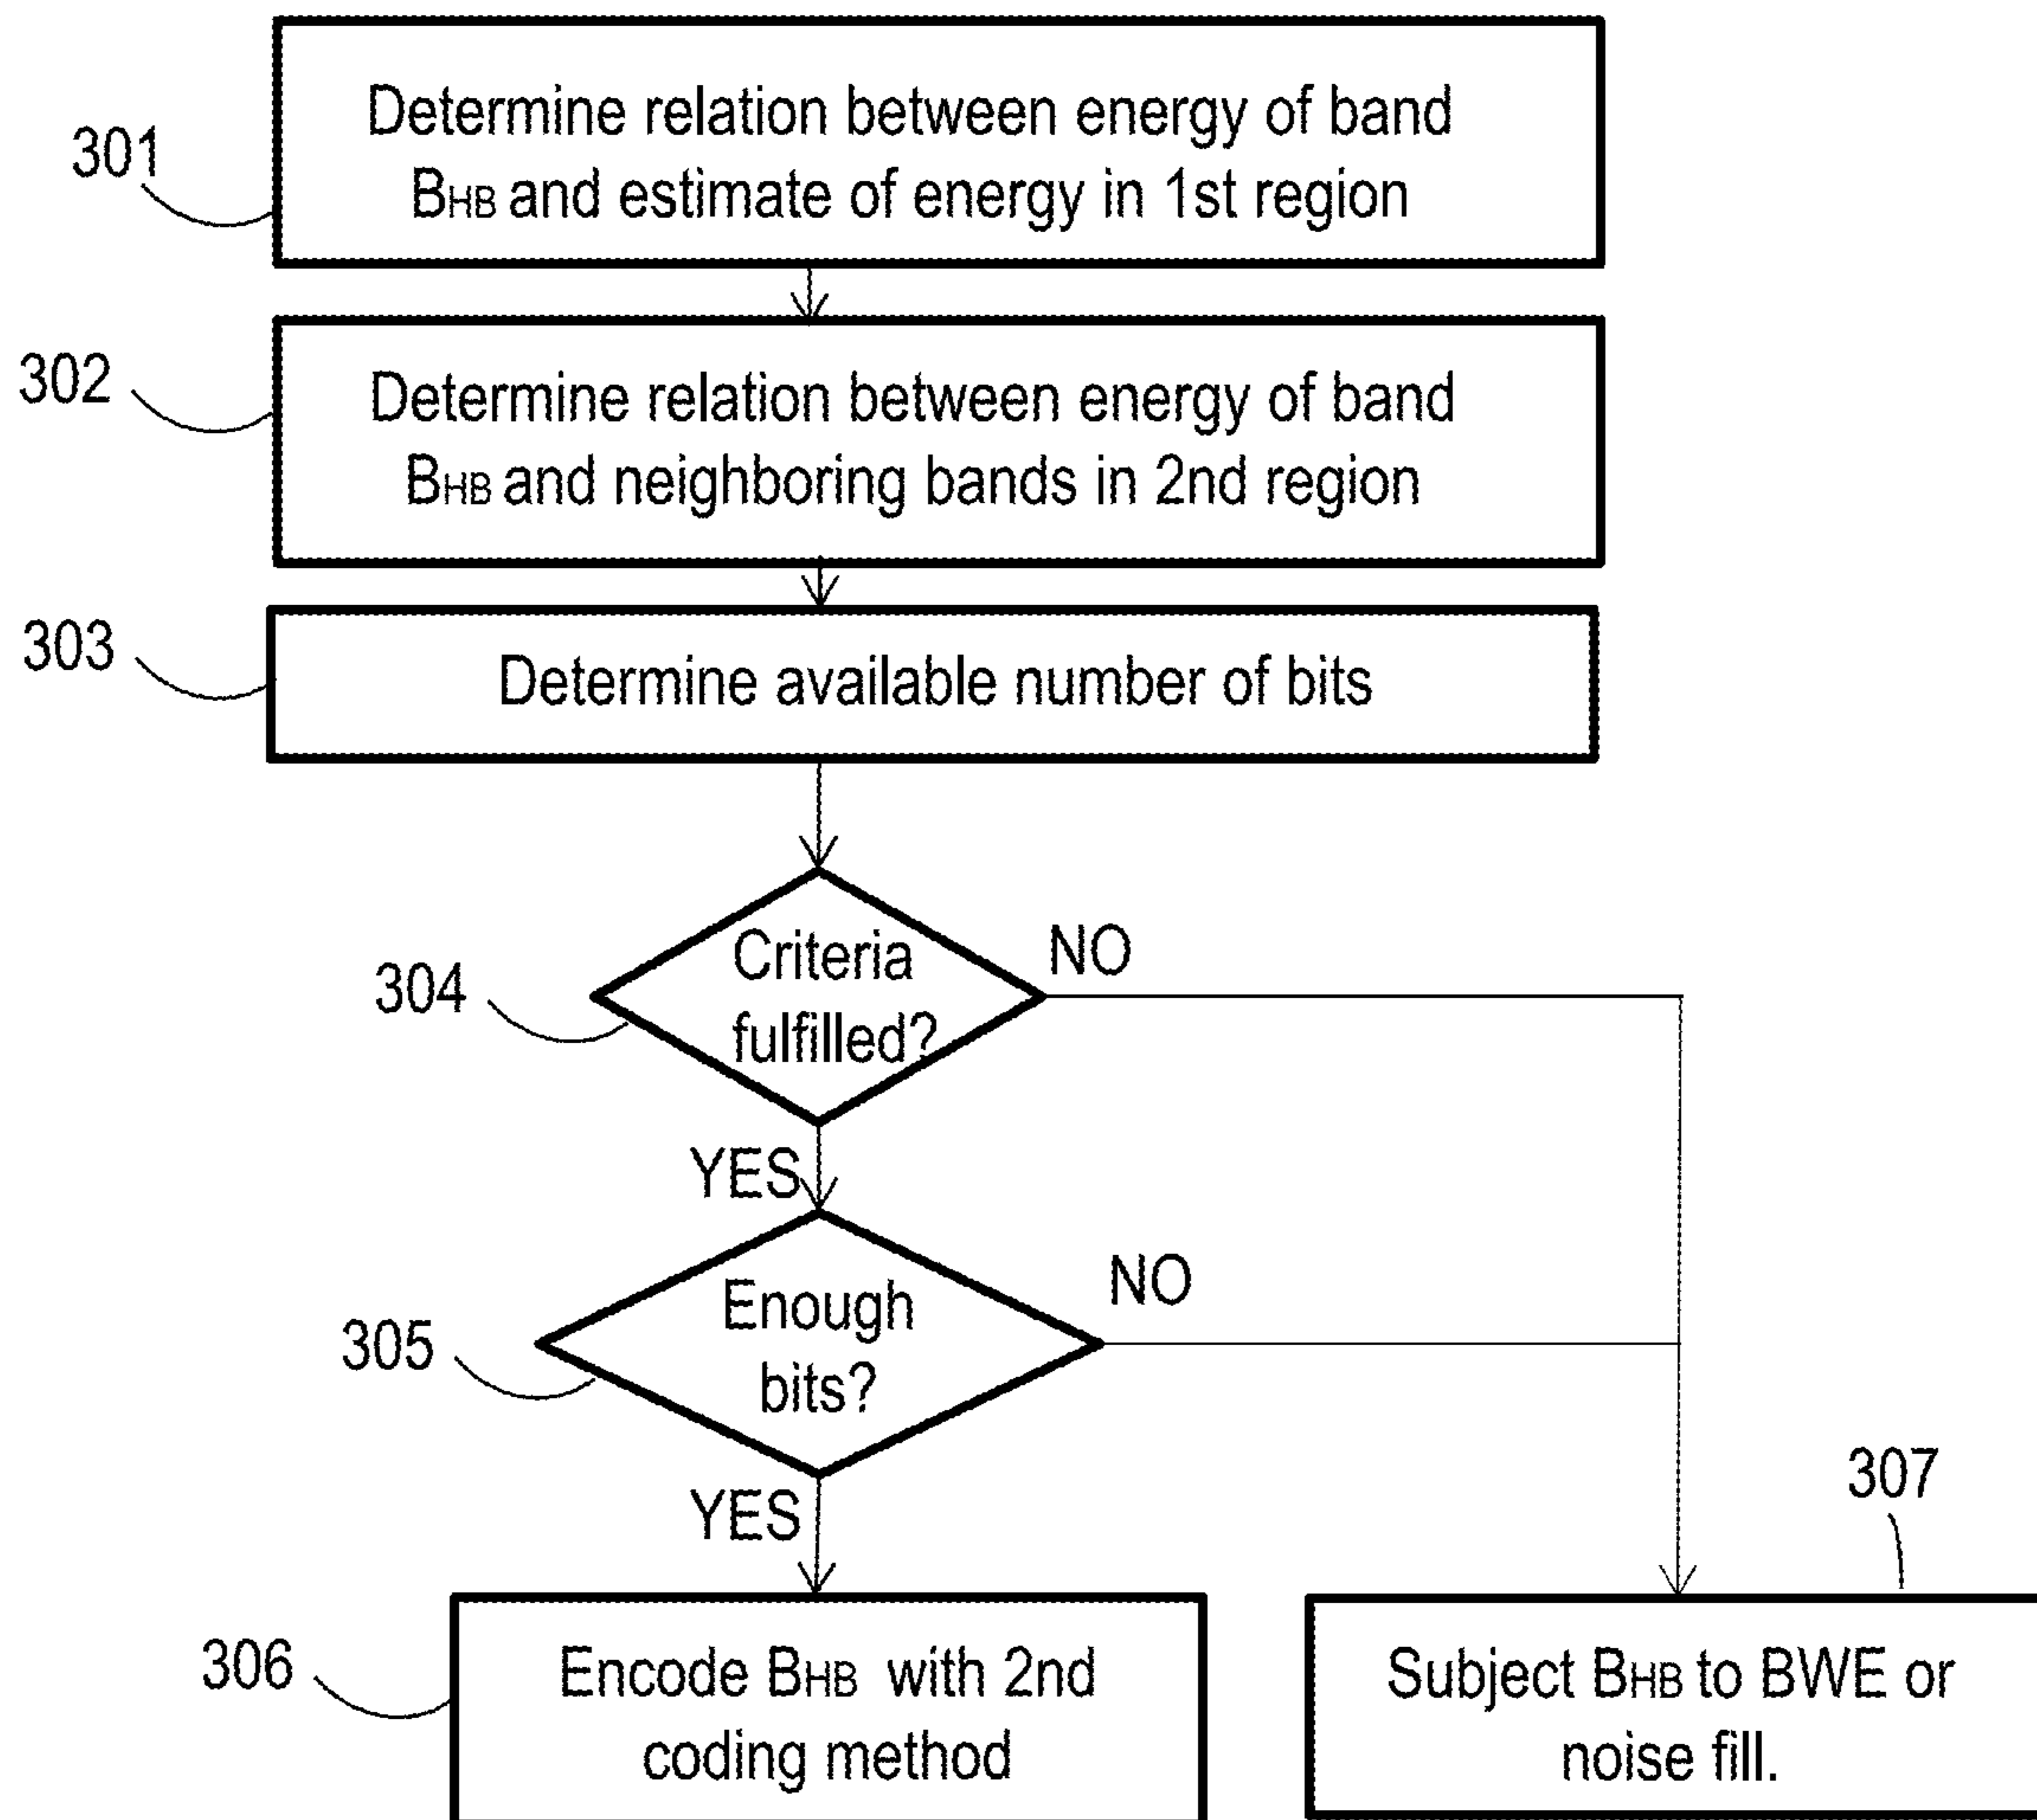 301
Determine relation between energy of band
BHB and estimate of energy in 1st region
302
Determine relation between energy of band
BHB and neighboring bands in 2nd region
303
Determine available number of bits
304
Criteria
fulfilled?
NO
YES
305
Enough
bits?
NO
YES
306
Encode BHB with 2nd
coding method
307
Subject BHB to BWE or
noise fill.